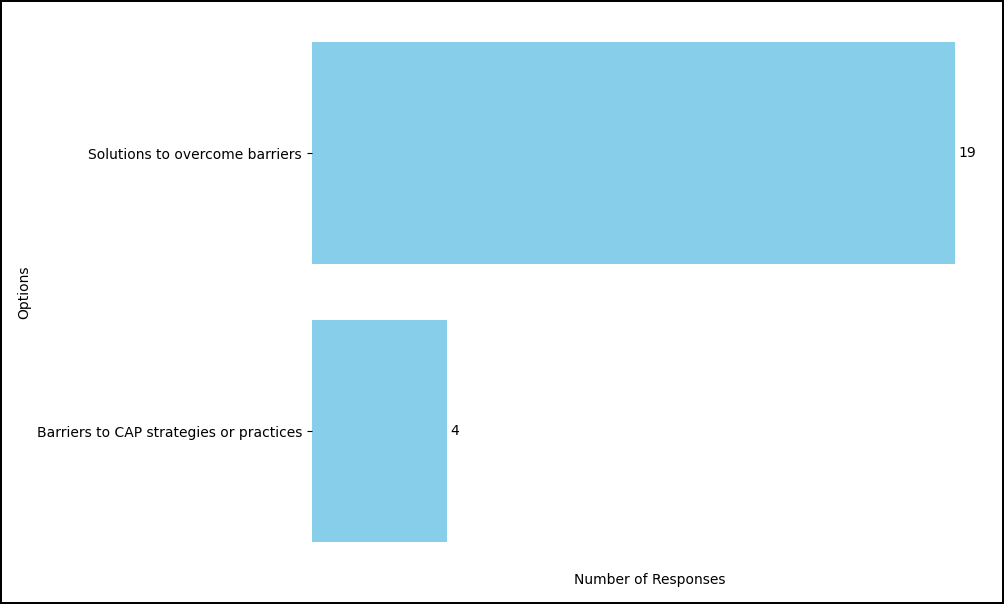 Solutions to overcome barriers
19
Options
Barriers to CAP strategies or practices
4
Number of Responses